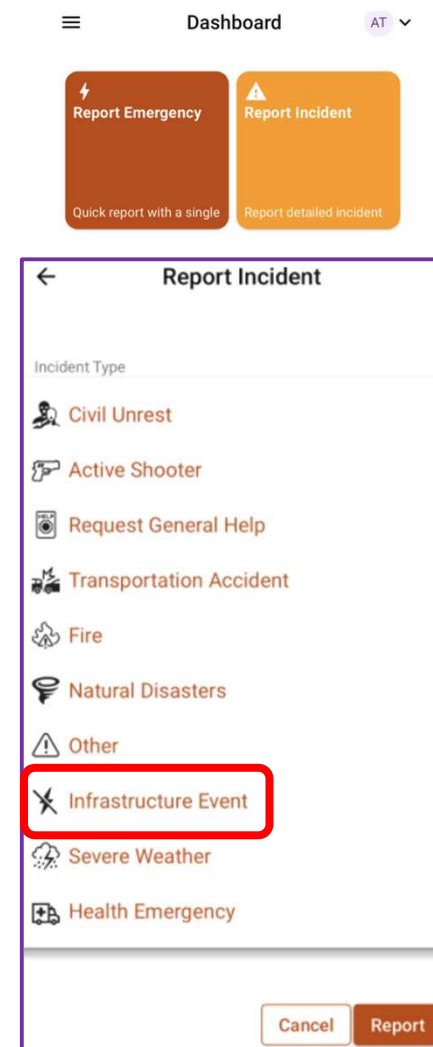 Dashboard
AT
Report Emergency
Report Incident
Quick report with a single
Report detailed incident
Report Incident
Incident Type
Civil Unrest
Active Shooter
HELP
Request General Help
Transportation Accident
Fire
Natural Disasters
Other
Infrastructure Event
Severe Weather
Health Emergency
Cancel
Report